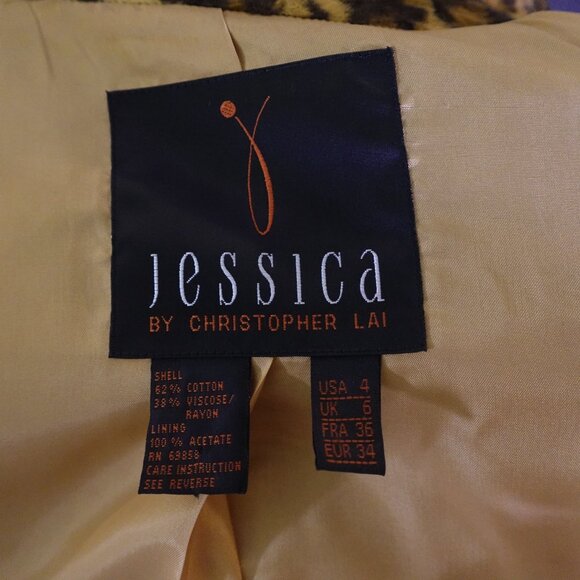 Jessica
BY CHRISTOPHER LAI
SHELL
62% COTTON
38% VISCOSE/
RAYON
LINING
100% ACETATE
RN 69858
CARE INSTRUCTION
SEE REVERSE
USA 4
UK 6
FRA 36
EUR 34